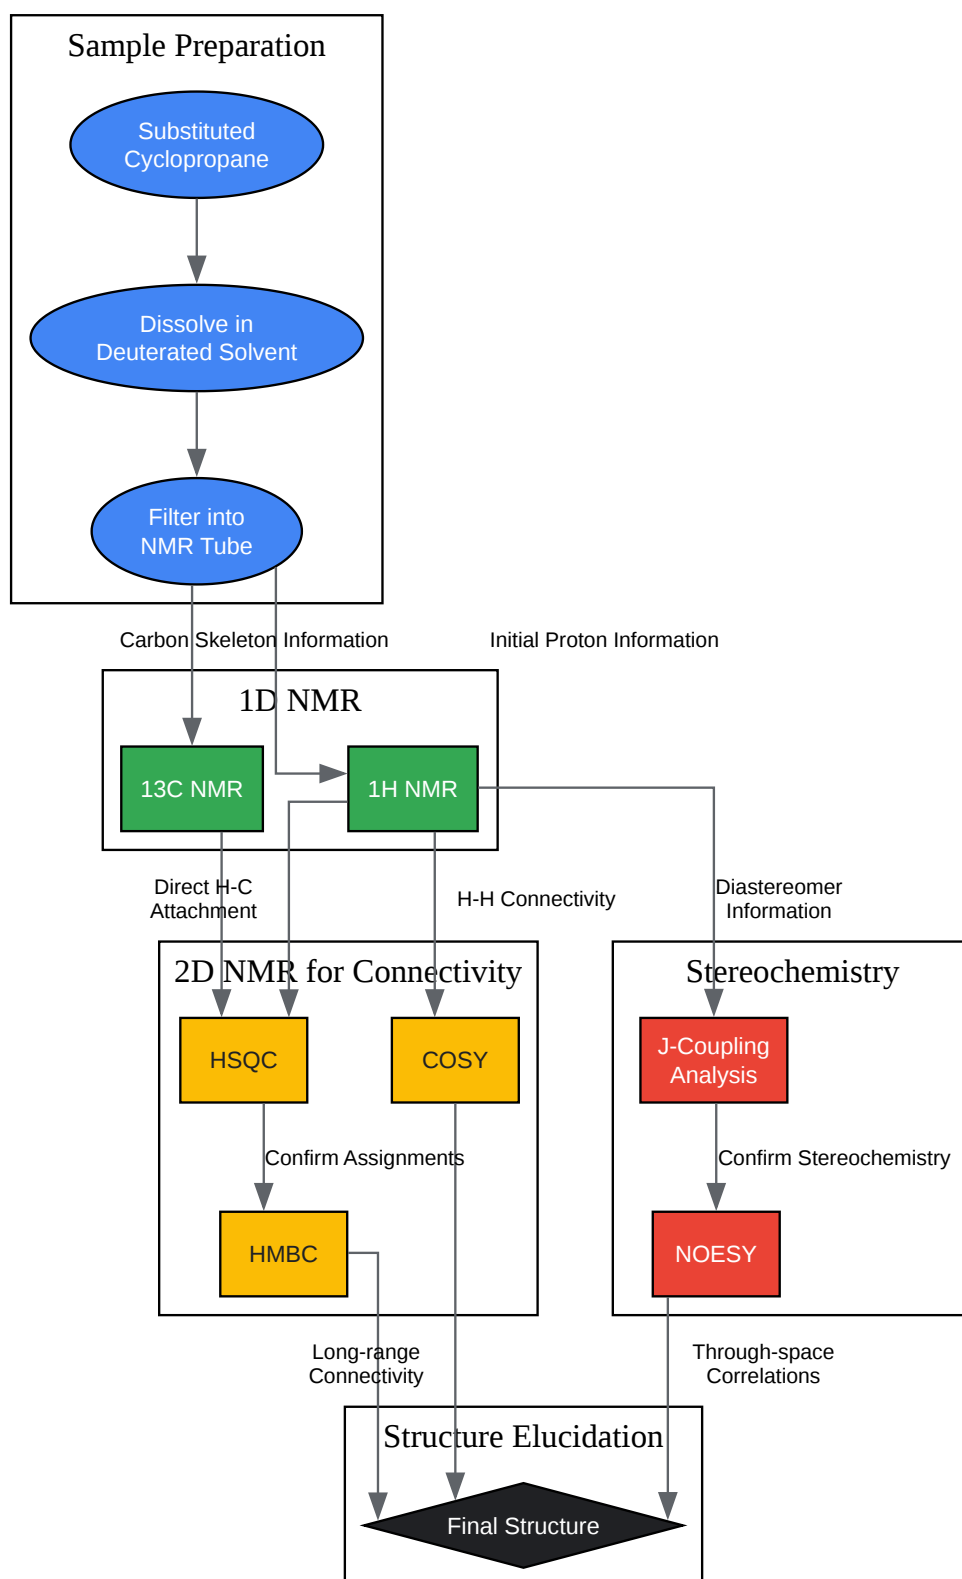 Sample Preparation
Substituted
Cyclopropane
Dissolve in
Deuterated Solvent
Filter into
NMR Tube
Carbon Skeleton Information
Initial Proton Information
1D NMR
13C NMR
1H NMR
Direct H-C
Attachment
H-H Connectivity
Diastereomer
Information
2D NMR for Connectivity
Stereochemistry
HSQC
COSY
J-Coupling
Analysis
Confirm Assignments
Confirm Stereochemistry
HMBC
NOESY
Long-range
Connectivity
Through-space
Correlations
Structure Elucidation
Final Structure